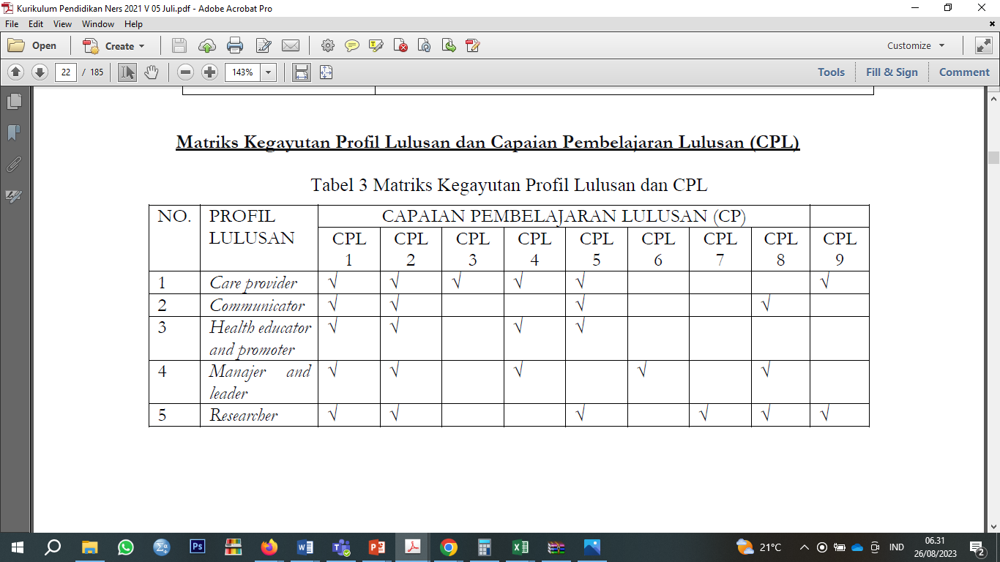 Kurikulum Pendidikan Ners 2021 V 05 Juli.pdf - Adobe Acrobat Pro
File Edit View Window Help
Open Create Customize
22 / 185 143% Tools Fill & Sign Comment
Matriks Kegayutan Profil Lulusan dan Capaian Pembelajaran Lulusan (CPL)
Tabel 3 Matriks Kegayutan Profil Lulusan dan CPL
NO. PROFIL LULUSAN CAPAIAN PEMBELAJARAN LULUSAN (CP)
CPL 1 CPL 2 CPL 3 CPL 4 CPL 5 CPL 6 CPL 7 CPL 8 CPL 9
1 Care provider √ √ √ √ √ √
2 Communicator √ √ √ √
3 Health educator and promoter √ √ √ √
4 Manajer and leader √ √ √ √ √
5 Researcher √ √ √ √ √ √
Ps
21°C IND 06.31
26/08/2023 2